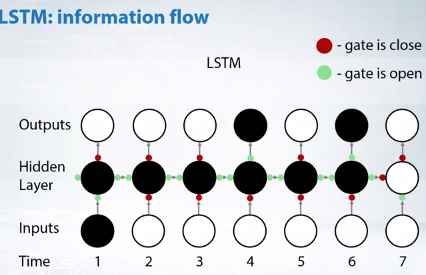 LSTM: information flow
- gate is close
LSTM
- gate is open
Outputs
Hidden
Layer
Inputs
Time 1 2 3 4 5 6 7